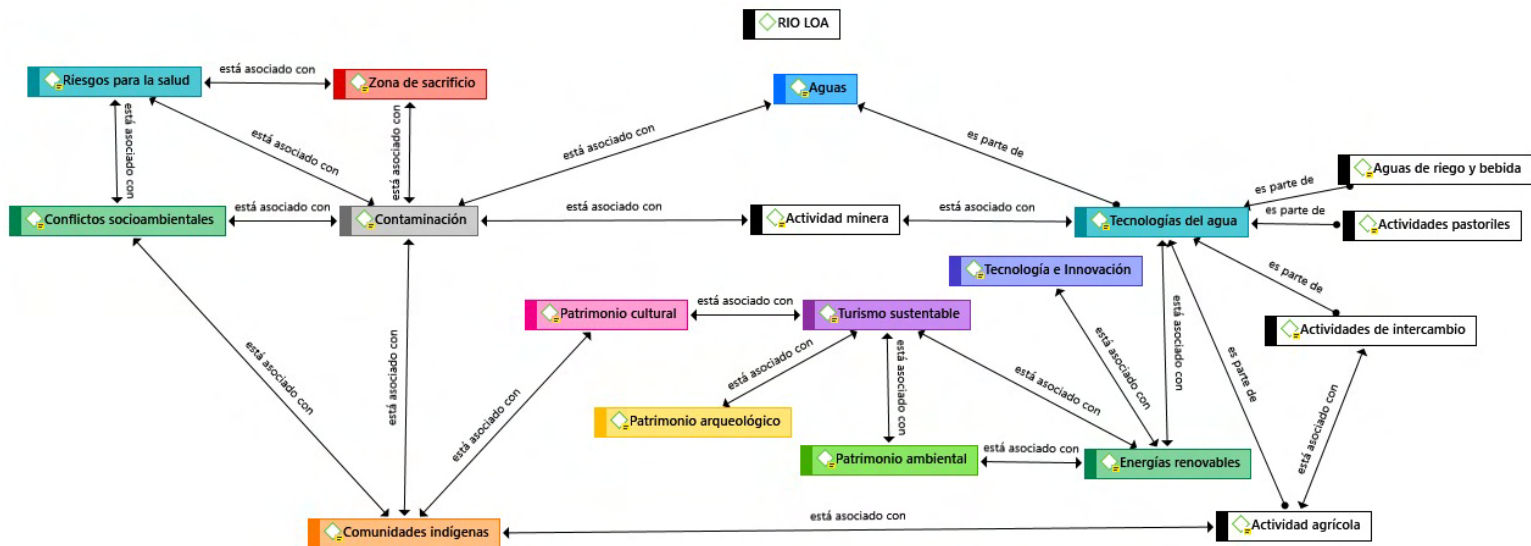 RIO LOA
Riesgos para la salud
está asociado con
Zona de sacrificio
Aguas
está asociado con
está asociado con
está asociado con
está asociado con
es parte de
Aguas de riego y bebida
es parte de
Conflictos socioambientales
está asociado con
Contaminación
está asociado con
Actividad minera
está asociado con
Tecnologías del agua
es parte de
Actividades pastoriles
Tecnología e Innovación
es parte de
Patrimonio cultural
está asociado con
Turismo sustentable
está asociado con
Actividades de intercambio
está asociado con
está asociado con
está asociado con
está asociado con
está asociado con
está asociado con
es parte de
está asociado con
está asociado con
Patrimonio arqueológico
está asociado con
Patrimonio ambiental
está asociado con
Energías renovables
Comunidades indígenas
está asociado con
Actividad agrícola